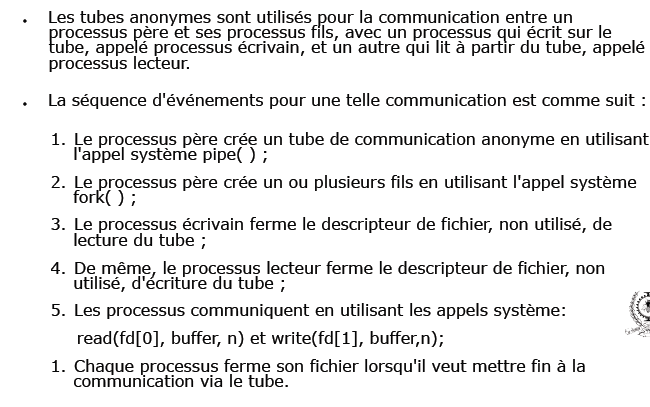 • Les tubes anonymes sont utilisés pour la communication entre un
processus père et ses processus fils, avec un processus qui écrit sur le
tube, appelé processus écrivain, et un autre qui lit à partir du tube, appelé
processus lecteur.
• La séquence d'événements pour une telle communication est comme suit :
1. Le processus père crée un tube de communication anonyme en utilisant
l'appel système pipe( ) ;
2. Le processus père crée un ou plusieurs fils en utilisant l'appel système
fork( ) ;
3. Le processus écrivain ferme le descripteur de fichier, non utilisé, de
lecture du tube ;
4. De même, le processus lecteur ferme le descripteur de fichier, non
utilisé, d'écriture du tube ;
5. Les processus communiquent en utilisant les appels système:
read(fd[0], buffer, n) et write(fd[1], buffer,n);
1. Chaque processus ferme son fichier lorsqu'il veut mettre fin à la
communication via le tube.